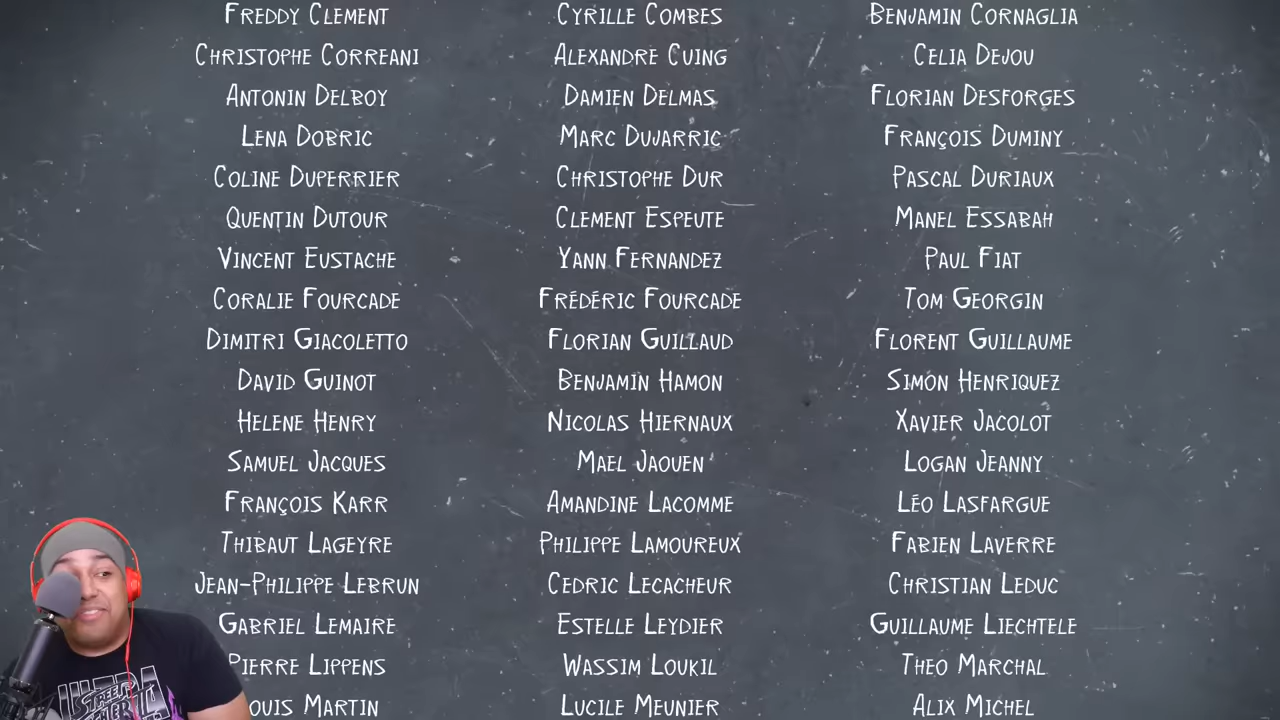 Freddy Clement Cyrille Combes Benjamin Cornaglia
Christophe Correani Alexandre Cuing Celia Dejou
Antonin Delboy Damien Delmas Florian Desforges
Lena Dobric Marc Dujarric François Duminy
Coline Duperrier Christophe Dur Pascal Duriaux
Quentin Dutour Clement Espeute Manel Essabah
Vincent Eustache Yann Fernandez Paul Fiat
Coralie Fourcade Frédéric Fourcade Tom Georgin
Dimitri Giacoletto Florian Guillaud Florent Guillaume
David Guinot Benjamin Hamon Simon Henriquez
Helene Henry Nicolas Hiernaux Xavier Jacolot
Samuel Jacques Mael Jaouen Logan Jeanny
François Karr Amandine Lacomme Léo Lasfargue
Thibaut Lageyre Philippe Lamoureux Fabien Laverre
Jean-Philippe Lebrun Cedric Lecacheur Christian Leduc
Gabriel Lemaire Estelle Leydier Guillaume Liechtele
Pierre Lippens Wassim Loukil Theo Marchal
ouis Martin Lucile Meunier Alix Michel
ULTRA
STREET